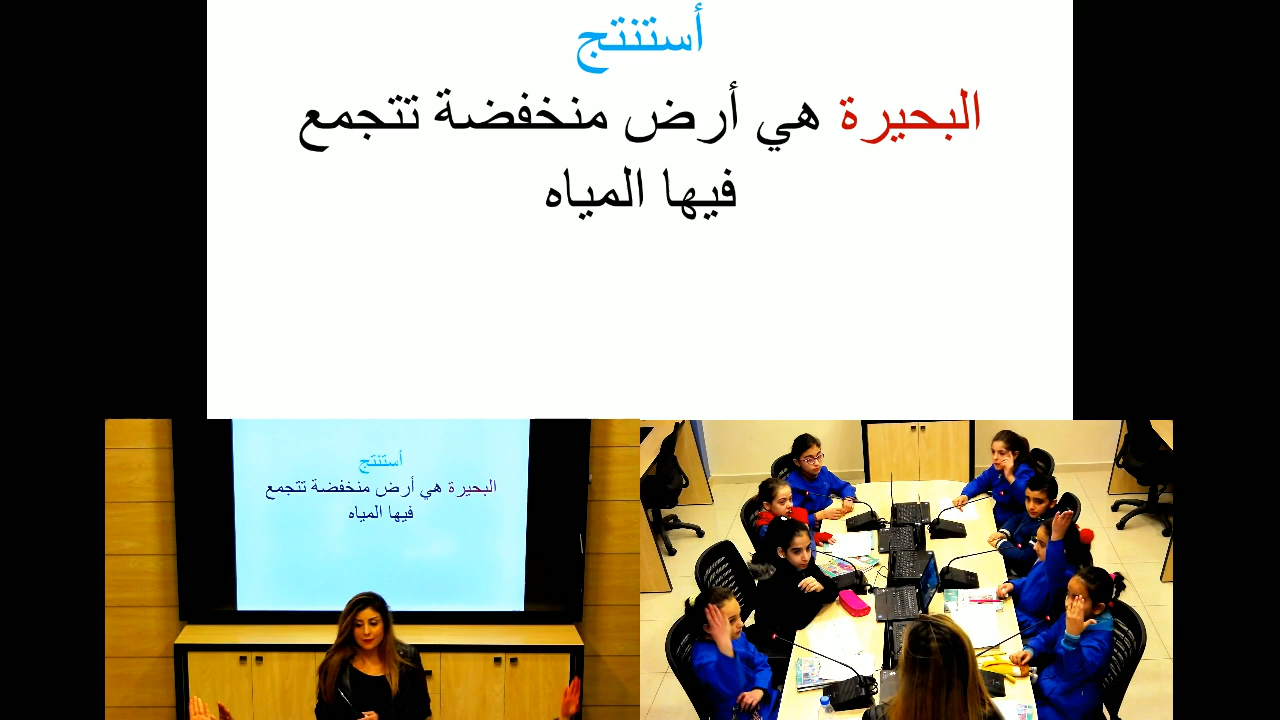 أستنتج
البحيرة هي أرض منخفضة تتجمع
فيها المياه
أستنتج
البحيرة هي أرض منخفضة تتجمع
فيها المياه